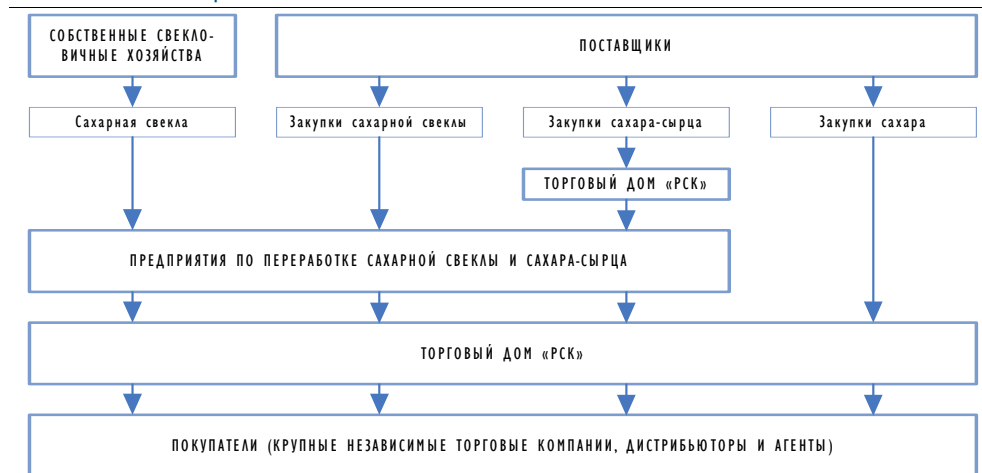 СОБСТВЕННЫЕ СВЕКЛО-
ВИЧНЫЕ ХОЗЯЙСТВА
ПОСТАВЩИКИ
Сахарная свекла
Закупки сахарной свеклы
Закупки сахара-сырца
Закупки сахара
ТОРГОВЫЙ ДОМ «РСК»
ПРЕДПРИЯТИЯ ПО ПЕРЕРАБОТКЕ САХАРНОЙ СВЕКЛЫ И САХАРА-СЫРЦА
ТОРГОВЫЙ ДОМ «РСК»
ПОКУПАТЕЛИ (КРУПНЫЕ НЕЗАВИСИМЫЕ ТОРГОВЫЕ КОМПАНИИ, ДИСТРИБЬЮТОРЫ И АГЕНТЫ)